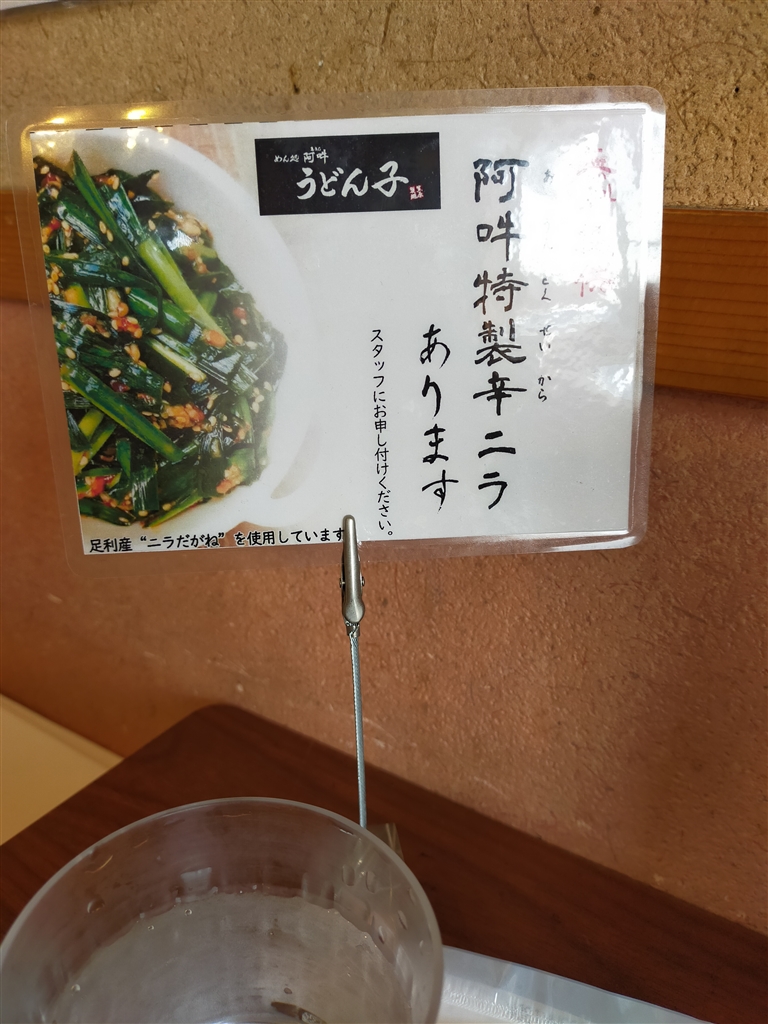 阿吽特製辛ニラ
あります
スタッフにお申し付けください。
めん処 阿吽
うどん子
足利産“ニラだがね”を使用しています